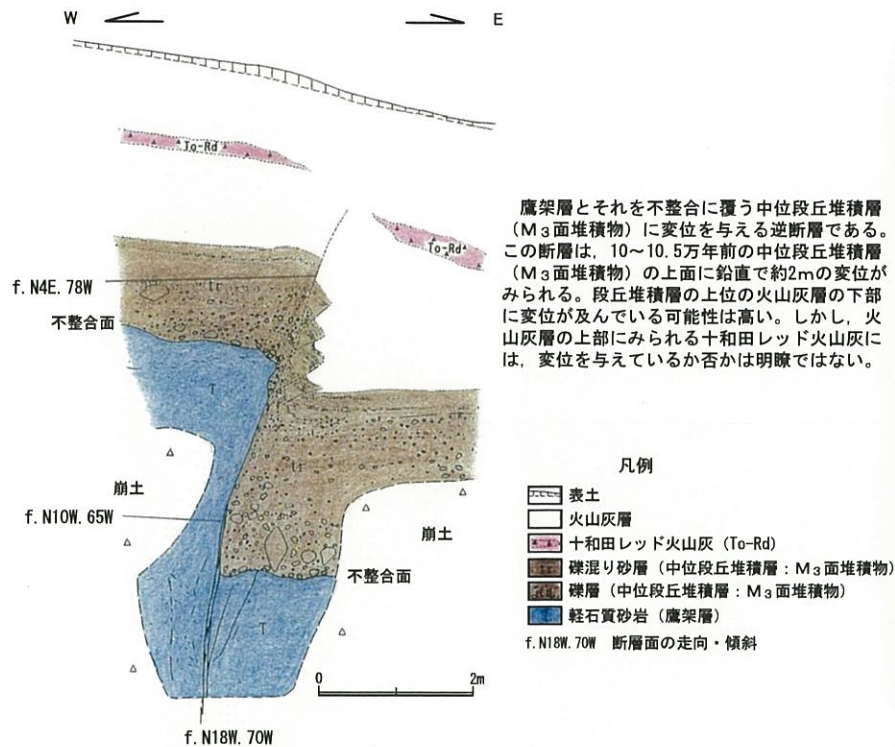 W E
To-Rd
To-Rd
鷹架層とそれを不整合に覆う中位段丘堆積層
（M₃面堆積物）に変位を与える逆断層である。
この断層は，10～10.5万年前の中位段丘堆積層
（M₃面堆積物）の上面に鉛直で約2mの変位が
みられる。段丘堆積層の上位の火山灰層の下部
に変位が及んでいる可能性は高い。しかし，火
山灰層の上部にみられる十和田レッド火山灰に
は，変位を与えているか否かは明瞭ではない。
f.N4E.78W
不整合面
T
崩土
f.N10W.65W
崩土
不整合面
T
0 2m
f.N18W.70W
凡例
表土
火山灰層
十和田レッド火山灰（To-Rd）
礫混り砂層（中位段丘堆積層：M₃面堆積物）
礫層（中位段丘堆積層：M₃面堆積物）
軽石質砂岩（鷹架層）
f.N18W.70W 断層面の走向・傾斜